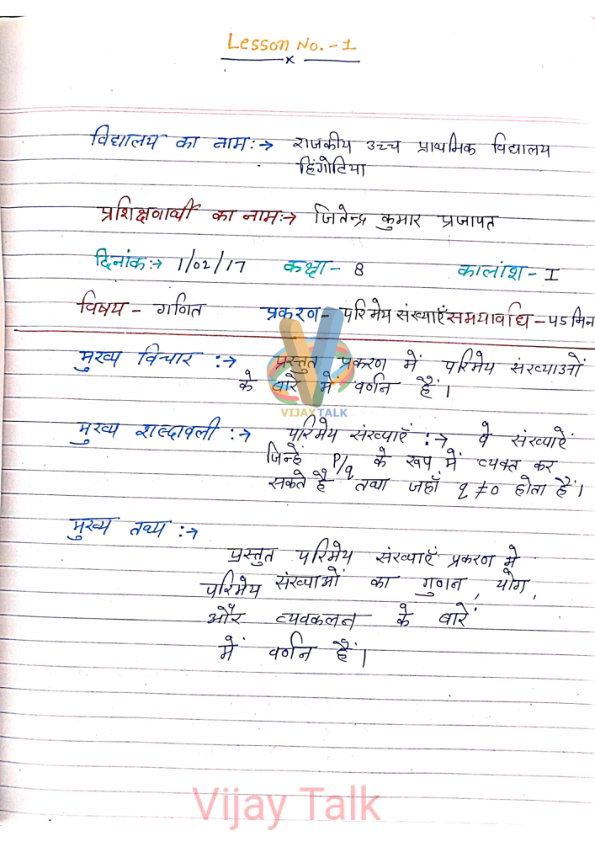 Lesson No. - 1
x
विद्यालय का नाम :→ राजकीय उच्च प्राथमिक विद्यालय
हिंगोटिया
प्रशिक्षणार्थी का नाम:→ जितेन्द्र कुमार प्रजापत
दिनांक :→ 1/02/17 कक्षा - 8 कालांश - I
विषय - गणित प्रकरण - परिमेय संख्याएँ समयावधि - 45 मिन
मुख्य विचार :→ प्रस्तुत प्रकरण में परिमेय संख्याओं
के बारे में वर्णन हैं।
VIJAY TALK
मुख्य शब्दावली :→ परिमेय संख्याएँ :→ वे संख्याऐं
जिन्हें P/q के रूप में व्यक्त कर
सकते है तथा जहाँ q ≠ 0 होता हैं।
मुख्य तथ्य :→
प्रस्तुत परिमेय संख्याएँ प्रकरण में
परिमेय संख्याओं का गुणन, योग,
और व्यवकलन के बारें
में वर्णन हैं।
Vijay Talk